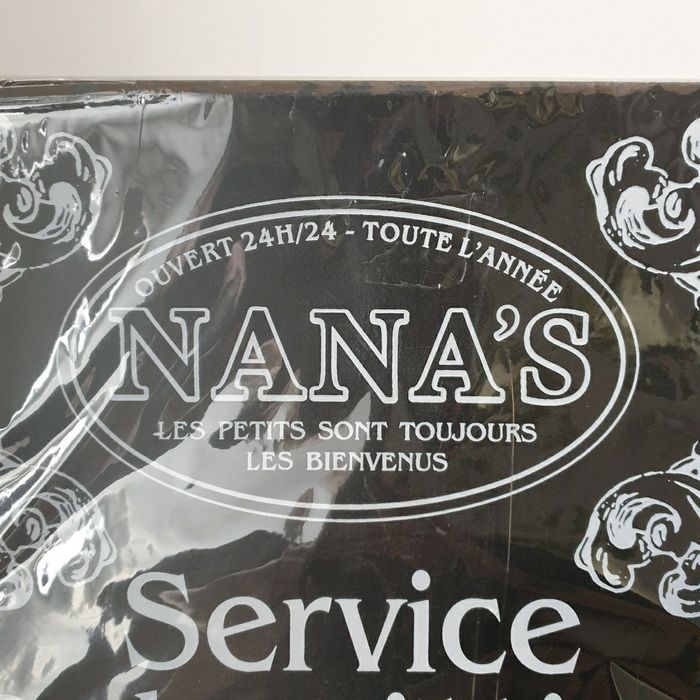 OUVERT 24H/24 - TOUTE L'ANNÉE
NANA'S
LES PETITS SONT TOUJOURS
LES BIENVENUS
Service